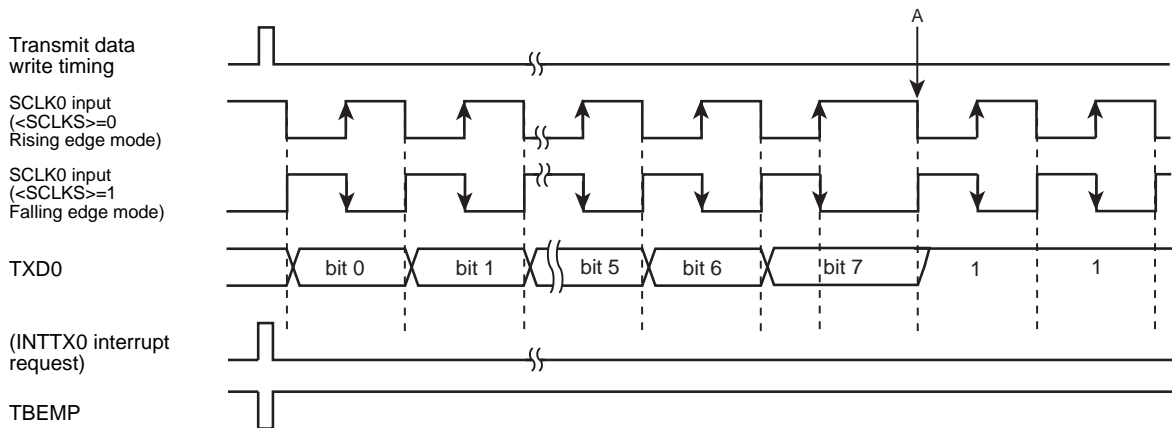 A
Transmit data
write timing
SCLK0 input
(<SCLKS>=0
Rising edge mode)
SCLK0 input
(<SCLKS>=1
Falling edge mode)
TXD0
bit 0
bit 1
bit 5
bit 6
bit 7
1
1
(INTTX0 interrupt
request)
TBEMP